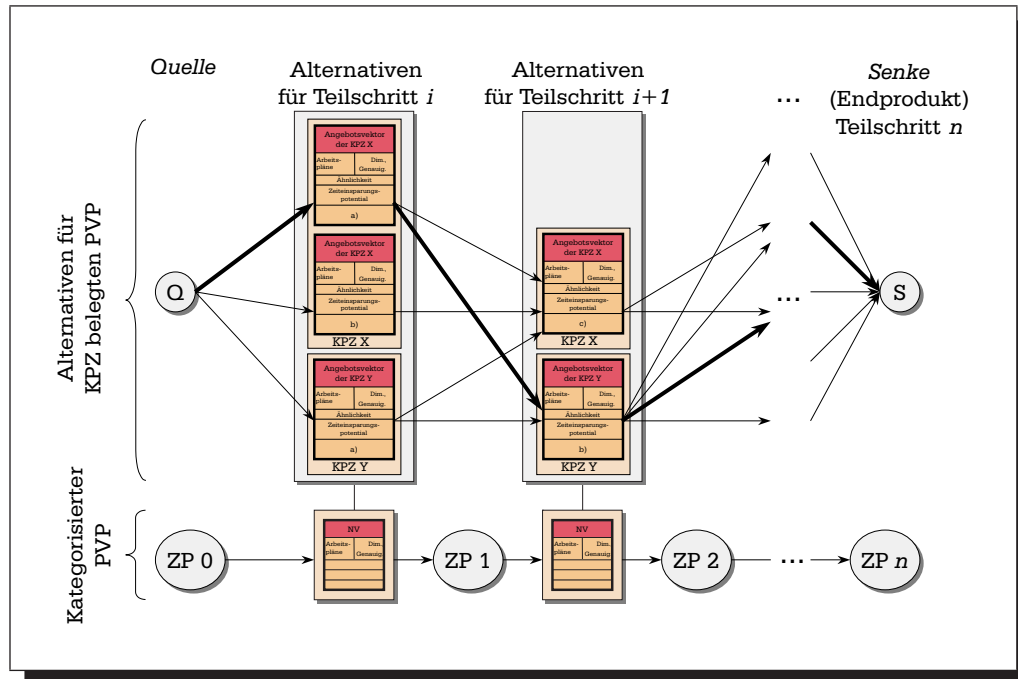 Quelle
Alternativen
für Teilschritt i
Alternativen
für Teilschritt i+1
...
Senke
(Endprodukt)
Teilschritt n
Alternativen für
KPZ belegten PVP
Q
Angebotsvektor
der KPZ X
Arbeits-
pläne
Dim.,
Genauig.
Ähnlichkeit
Zeiteinsparungs-
potential
a)
Angebotsvektor
der KPZ X
Arbeits-
pläne
Dim.,
Genauig.
Ähnlichkeit
Zeiteinsparungs-
potential
b)
KPZ X
Angebotsvektor
der KPZ Y
Arbeits-
pläne
Dim.,
Genauig.
Ähnlichkeit
Zeiteinsparungs-
potential
a)
KPZ Y
Angebotsvektor
der KPZ X
Arbeits-
pläne
Dim.,
Genauig.
Ähnlichkeit
Zeiteinsparungs-
potential
c)
KPZ X
Angebotsvektor
der KPZ Y
Arbeits-
pläne
Dim.,
Genauig.
Ähnlichkeit
Zeiteinsparungs-
potential
b)
KPZ Y
...
S
Kategorisierter
PVP
ZP 0
NV
Arbeits-
pläne
Dim.,
Genauig.
ZP 1
NV
Arbeits-
pläne
Dim.,
Genauig.
ZP 2
...
ZP n